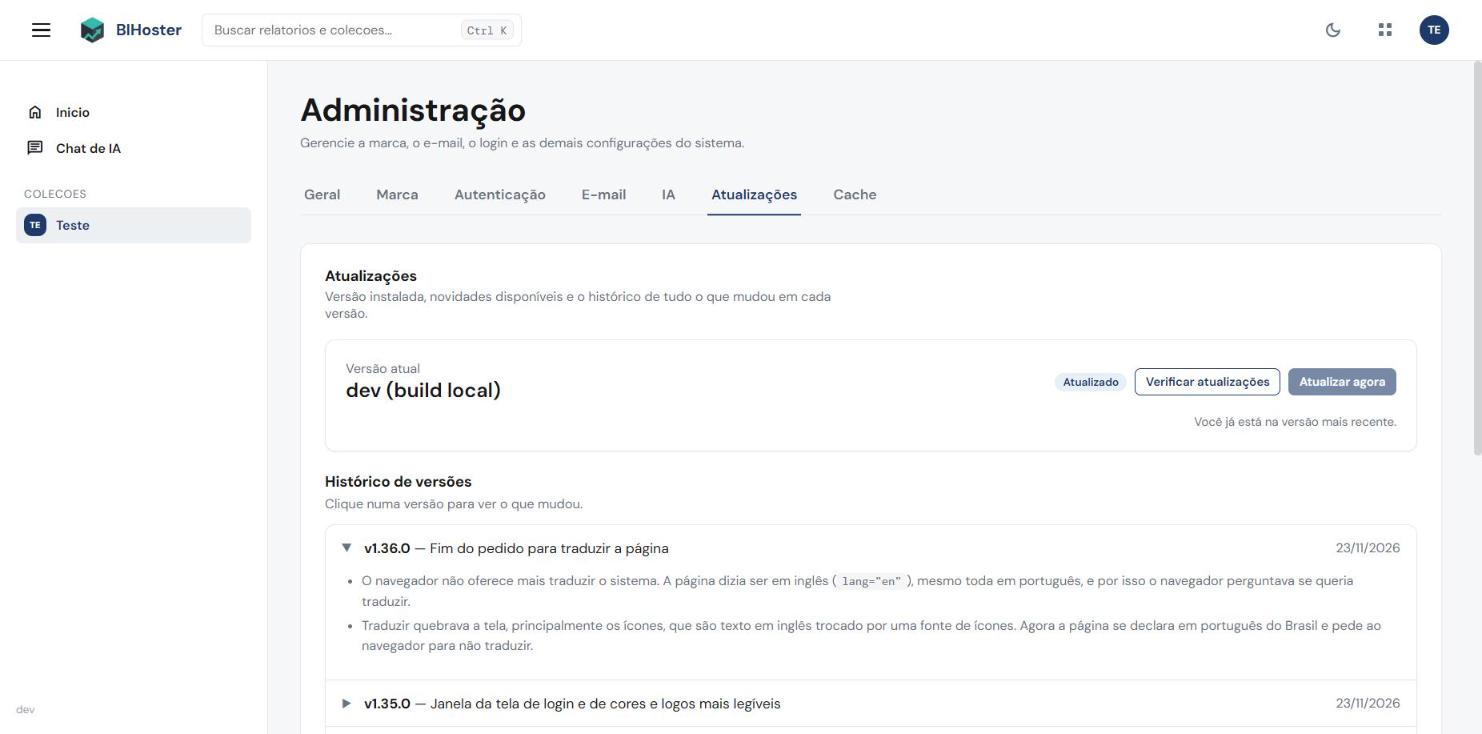 BIHoster
Buscar relatorios e colecoes...
Ctrl K
TE
Inicio
Chat de IA
COLECOES
TE
Teste
dev
Administração
Gerencie a marca, o e-mail, o login e as demais configurações do sistema.
Geral
Marca
Autenticação
E-mail
IA
Atualizações
Cache
Atualizações
Versão instalada, novidades disponíveis e o histórico de tudo o que mudou em cada
versão.
Versão atual
dev (build local)
Atualizado
Verificar atualizações
Atualizar agora
Você já está na versão mais recente.
Histórico de versões
Clique numa versão para ver o que mudou.
v1.36.0 — Fim do pedido para traduzir a página
23/11/2026
• O navegador não oferece mais traduzir o sistema. A página dizia ser em inglês ( lang="en" ), mesmo toda em português, e por isso o navegador perguntava se queria
traduzir.
• Traduzir quebrava a tela, principalmente os ícones, que são texto em inglês trocado por uma fonte de ícones. Agora a página se declara em português do Brasil e pede ao
navegador para não traduzir.
v1.35.0 — Janela da tela de login e de cores e logos mais legíveis
23/11/2026